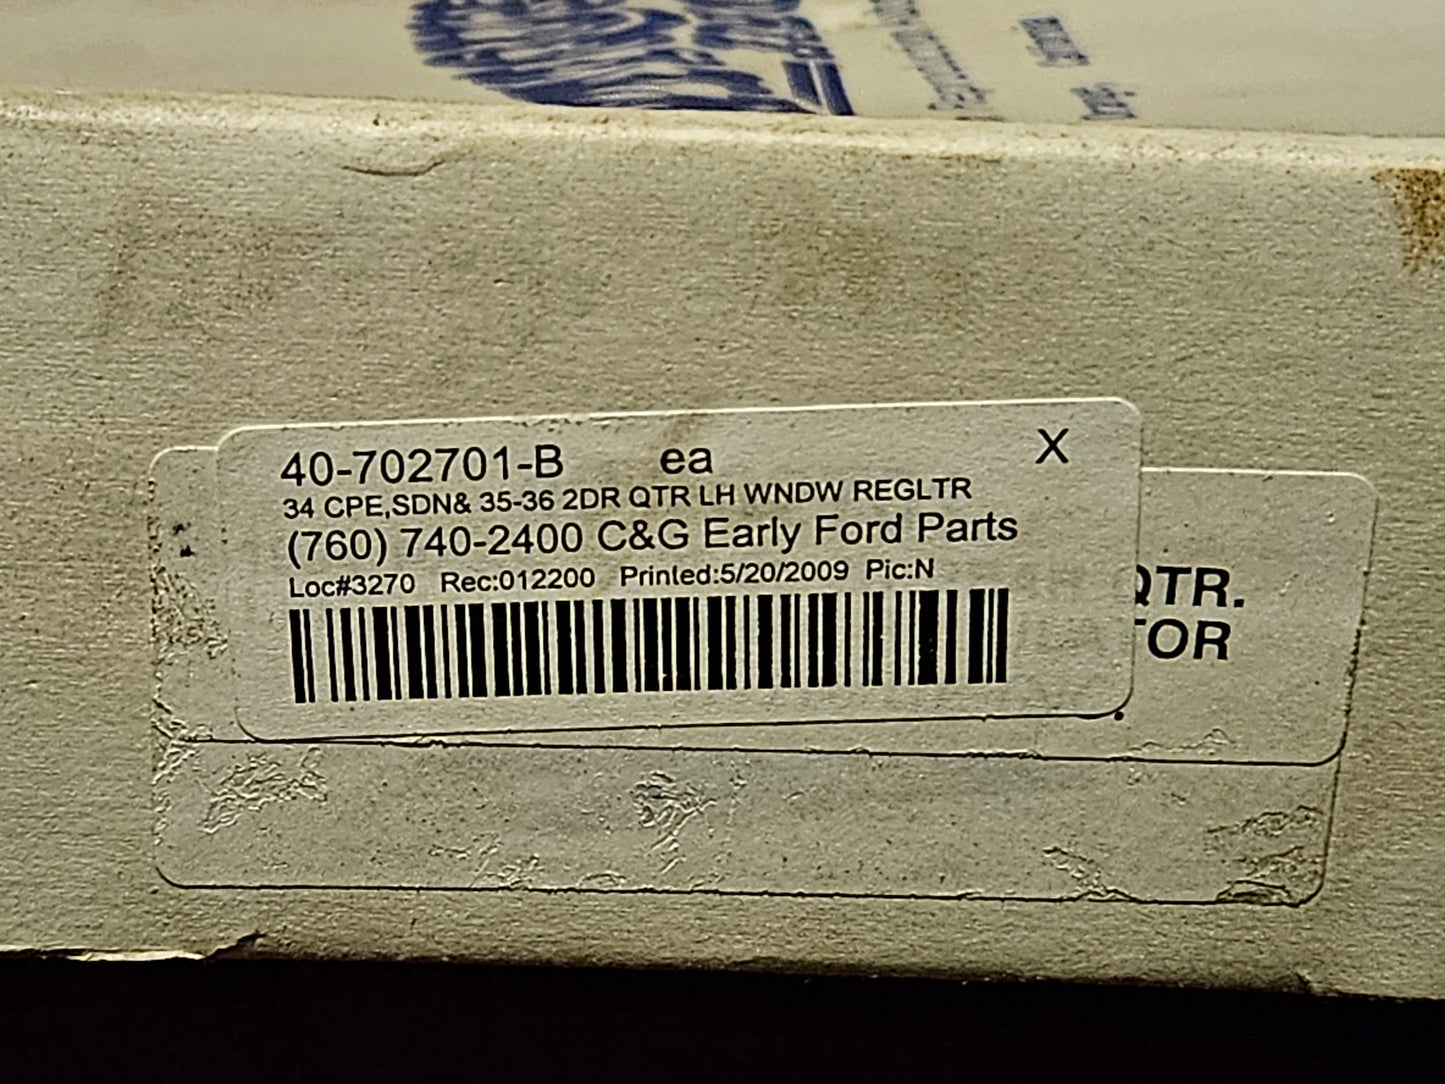 40-702701-B ea X
34 CPE,SDN& 35-36 2DR QTR LH WNDW REGLTR
(760) 740-2400 C&G Early Ford Parts
Loc#3270 Rec:012200 Printed:5/20/2009 Pic:N
QTR.
TOR